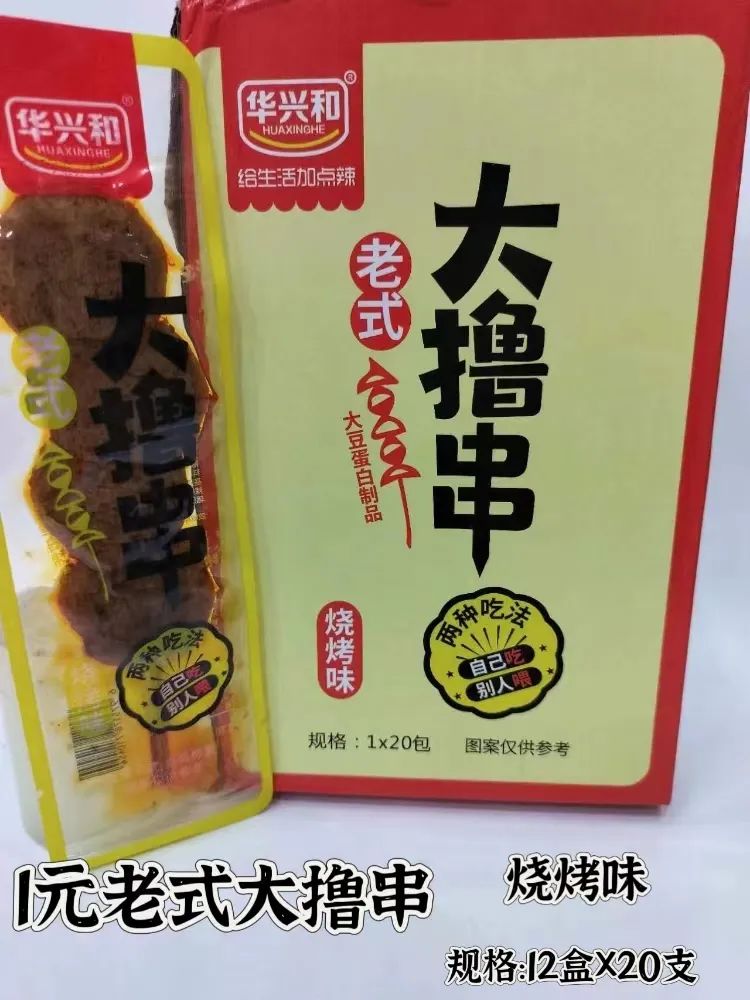 华兴和®
HUAXINGHE
华兴和®
HUAXINGHE
给生活加点辣
老式
大撸串
大豆蛋白制品
烧烤味
两种吃法
自己吃
别人喂
规格：1x20包
图案仅供参考
老式
大撸串
两种吃法
自己吃
别人喂
1元老式大撸串
烧烤味
规格:12盒X20支